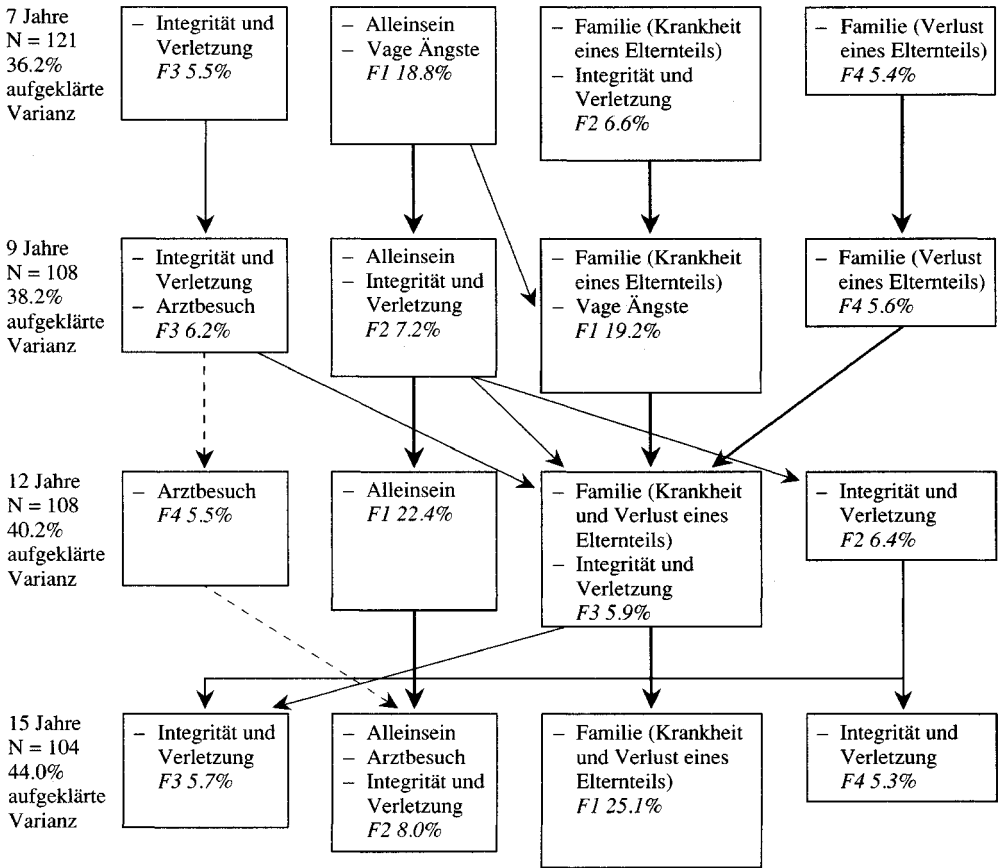 7 Jahre
N = 121
36.2%
aufgeklärte
Varianz
– Integrität und
Verletzung
F3 5.5%
– Alleinsein
– Vage Ängste
F1 18.8%
– Familie (Krankheit
eines Elternteils)
– Integrität und
Verletzung
F2 6.6%
– Familie (Verlust
eines Elternteils)
F4 5.4%
9 Jahre
N = 108
38.2%
aufgeklärte
Varianz
– Integrität und
Verletzung
– Arztbesuch
F3 6.2%
– Alleinsein
– Integrität und
Verletzung
F2 7.2%
– Familie (Krankheit
eines Elternteils)
– Vage Ängste
F1 19.2%
– Familie (Verlust
eines Elternteils)
F4 5.6%
12 Jahre
N = 108
40.2%
aufgeklärte
Varianz
– Arztbesuch
F4 5.5%
– Alleinsein
F1 22.4%
– Familie (Krankheit
und Verlust eines
Elternteils)
– Integrität und
Verletzung
F3 5.9%
– Integrität und
Verletzung
F2 6.4%
15 Jahre
N = 104
44.0%
aufgeklärte
Varianz
– Integrität und
Verletzung
F3 5.7%
– Alleinsein
– Arztbesuch
– Integrität und
Verletzung
F2 8.0%
– Familie (Krankheit
und Verlust eines
Elternteils)
F1 25.1%
– Integrität und
Verletzung
F4 5.3%